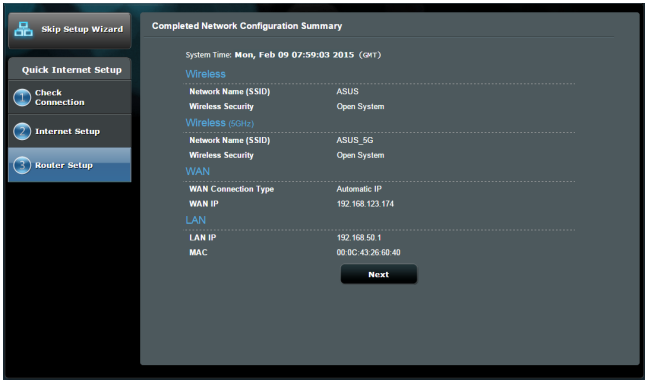 Skip Setup Wizard
Quick Internet Setup
1 Check
Connection
2 Internet Setup
3 Router Setup
Completed Network Configuration Summary
System Time: Mon, Feb 09 07:59:03 2015 (GMT)
Wireless
Network Name (SSID) ASUS
Wireless Security Open System
Wireless (5GHz)
Network Name (SSID) ASUS_5G
Wireless Security Open System
WAN
WAN Connection Type Automatic IP
WAN IP 192.168.123.174
LAN
LAN IP 192.168.50.1
MAC 00:0C:43:26:60:40
Next